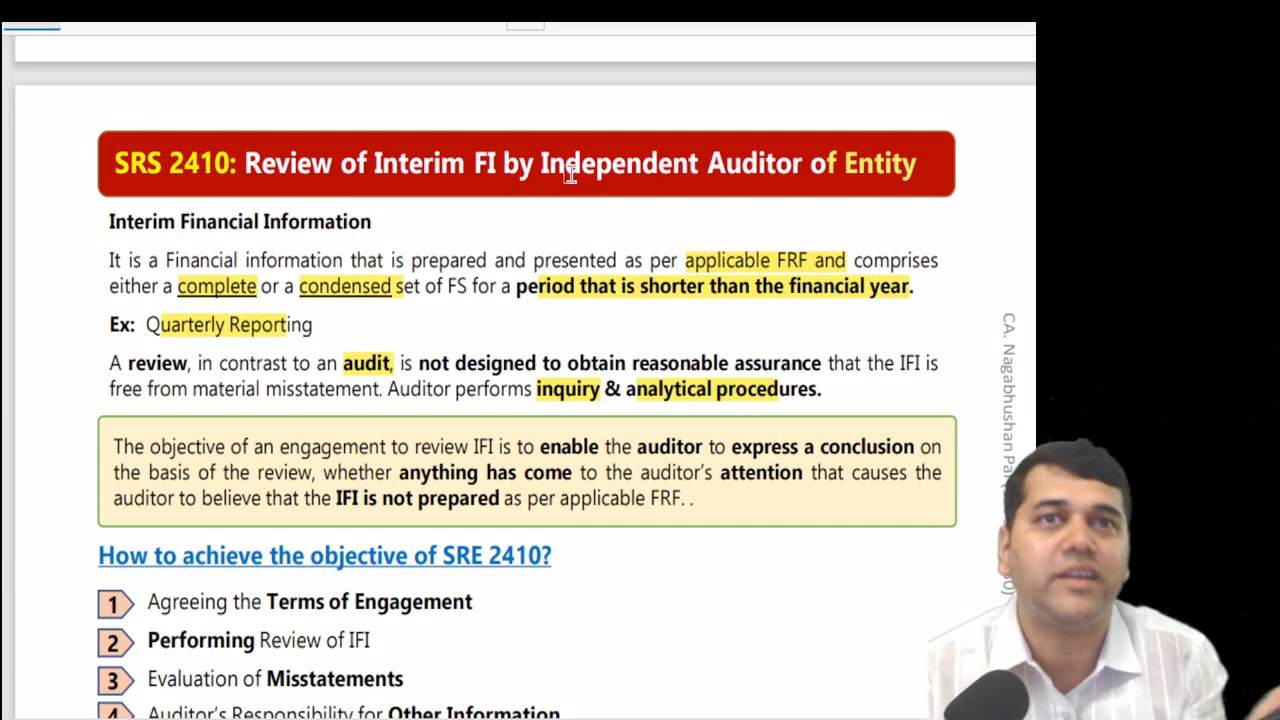 SRS 2410: Review of Interim FI by Independent Auditor of Entity
Interim Financial Information
It is a Financial information that is prepared and presented as per applicable FRF and comprises
either a complete or a condensed set of FS for a period that is shorter than the financial year.
Ex: Quarterly Reporting
A review, in contrast to an audit, is not designed to obtain reasonable assurance that the IFI is
free from material misstatement. Auditor performs inquiry & analytical procedures.
The objective of an engagement to review IFI is to enable the auditor to express a conclusion on
the basis of the review, whether anything has come to the auditor's attention that causes the
auditor to believe that the IFI is not prepared as per applicable FRF. .
How to achieve the objective of SRE 2410?
1 Agreeing the Terms of Engagement
2 Performing Review of IFI
3 Evaluation of Misstatements
4 Auditor's Responsibility for Other Information
CA. Nagabhushan